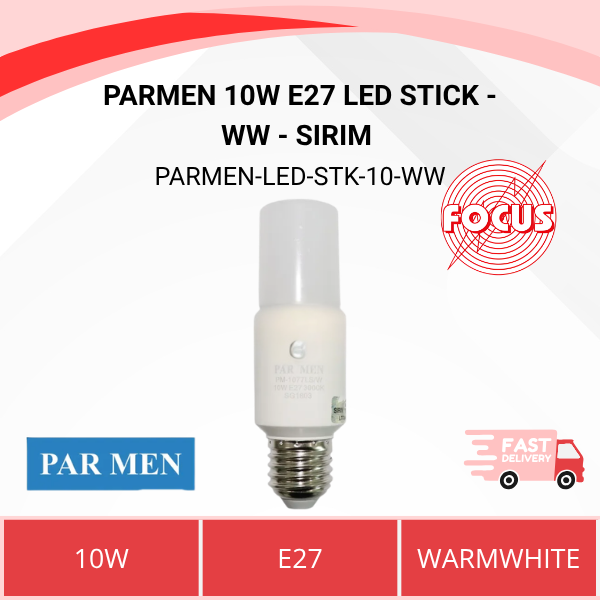 PARMEN 10W E27 LED STICK -
WW - SIRIM
PARMEN-LED-STK-10-WW
FOCUS
PAR MEN
SIRIM
PAR MEN
FAST
DELIVERY
10W
E27
WARMWHITE